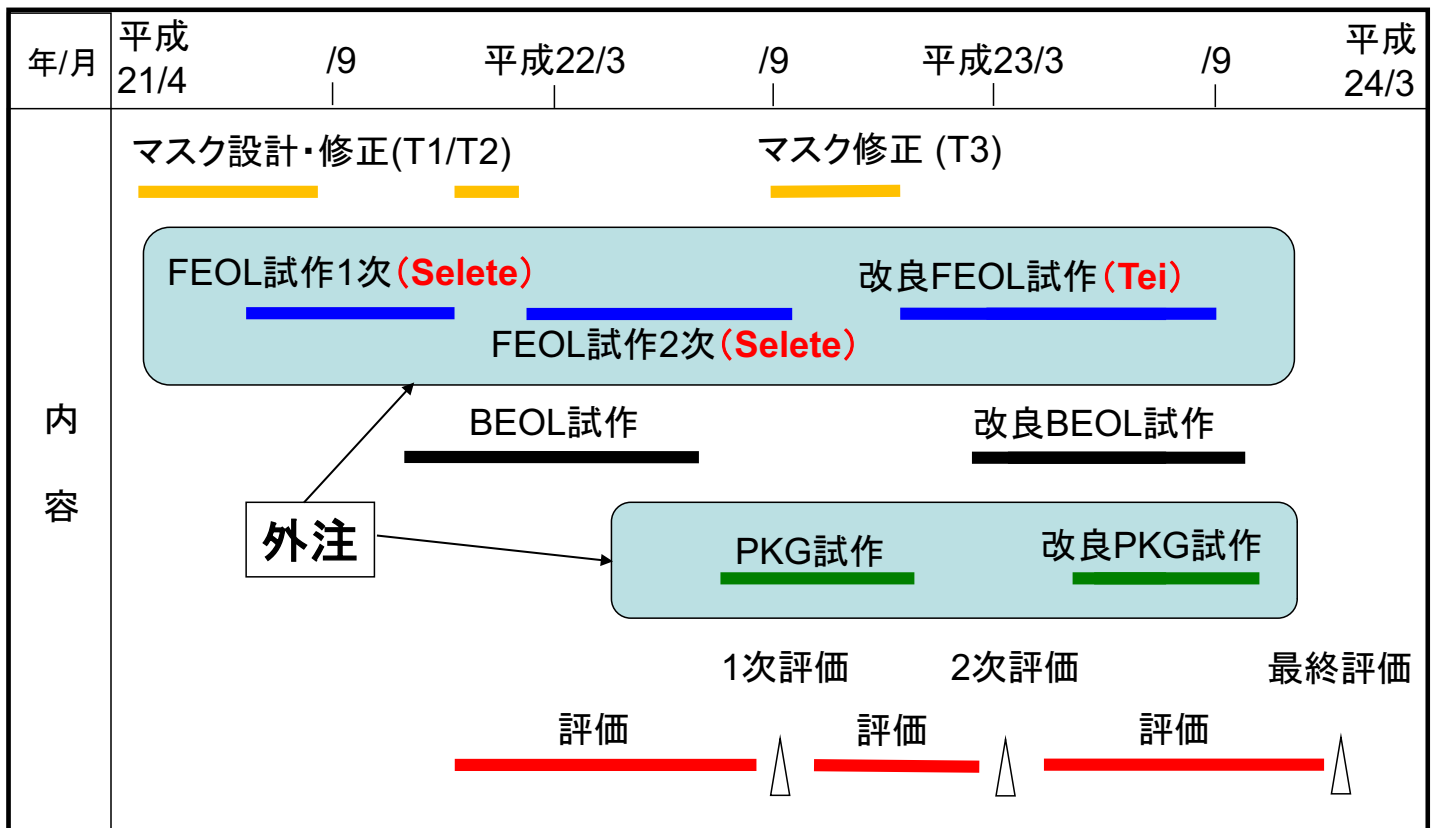 年/月
平成
21/4
/9
平成22/3
/9
平成23/3
/9
平成
24/3
内
容
マスク設計・修正(T1/T2)
マスク修正 (T3)
FEOL試作1次（Selete）
改良FEOL試作（Tei）
FEOL試作2次（Selete）
BEOL試作
改良BEOL試作
外注
PKG試作
改良PKG試作
1次評価
2次評価
最終評価
評価
評価
評価